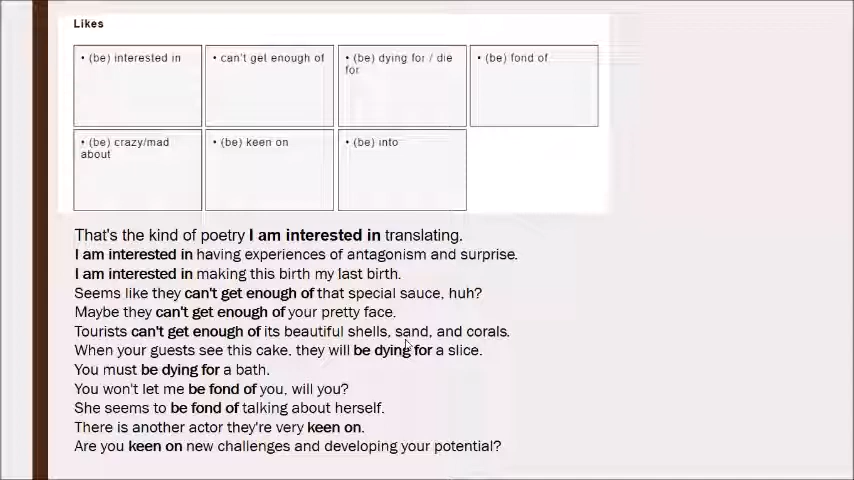 Likes
• (be) interested in
• can't get enough of
• (be) dying for / die
for
• (be) fond of
• (be) crazy/mad
about
• (be) keen on
• (be) into
That's the kind of poetry I am interested in translating.
I am interested in having experiences of antagonism and surprise.
I am interested in making this birth my last birth.
Seems like they can't get enough of that special sauce, huh?
Maybe they can't get enough of your pretty face.
Tourists can't get enough of its beautiful shells, sand, and corals.
When your guests see this cake, they will be dying for a slice.
You must be dying for a bath.
You won't let me be fond of you, will you?
She seems to be fond of talking about herself.
There is another actor they're very keen on.
Are you keen on new challenges and developing your potential?